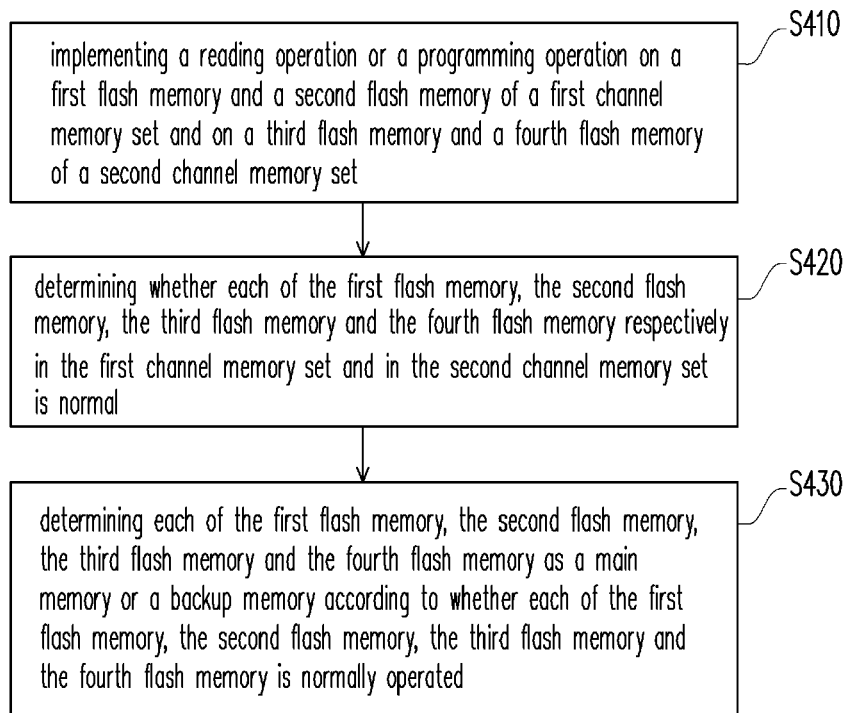 S410
implementing a reading operation or a programming operation on a
first flash memory and a second flash memory of a first channel
memory set and on a third flash memory and a fourth flash memory
of a second channel memory set
S420
determining whether each of the first flash memory, the second flash
memory, the third flash memory and the fourth flash memory respectively
in the first channel memory set and in the second channel memory set
is normal
S430
determining each of the first flash memory, the second flash memory,
the third flash memory and the fourth flash memory as a main
memory or a backup memory according to whether each of the first
flash memory, the second flash memory, the third flash memory and
the fourth flash memory is normally operated